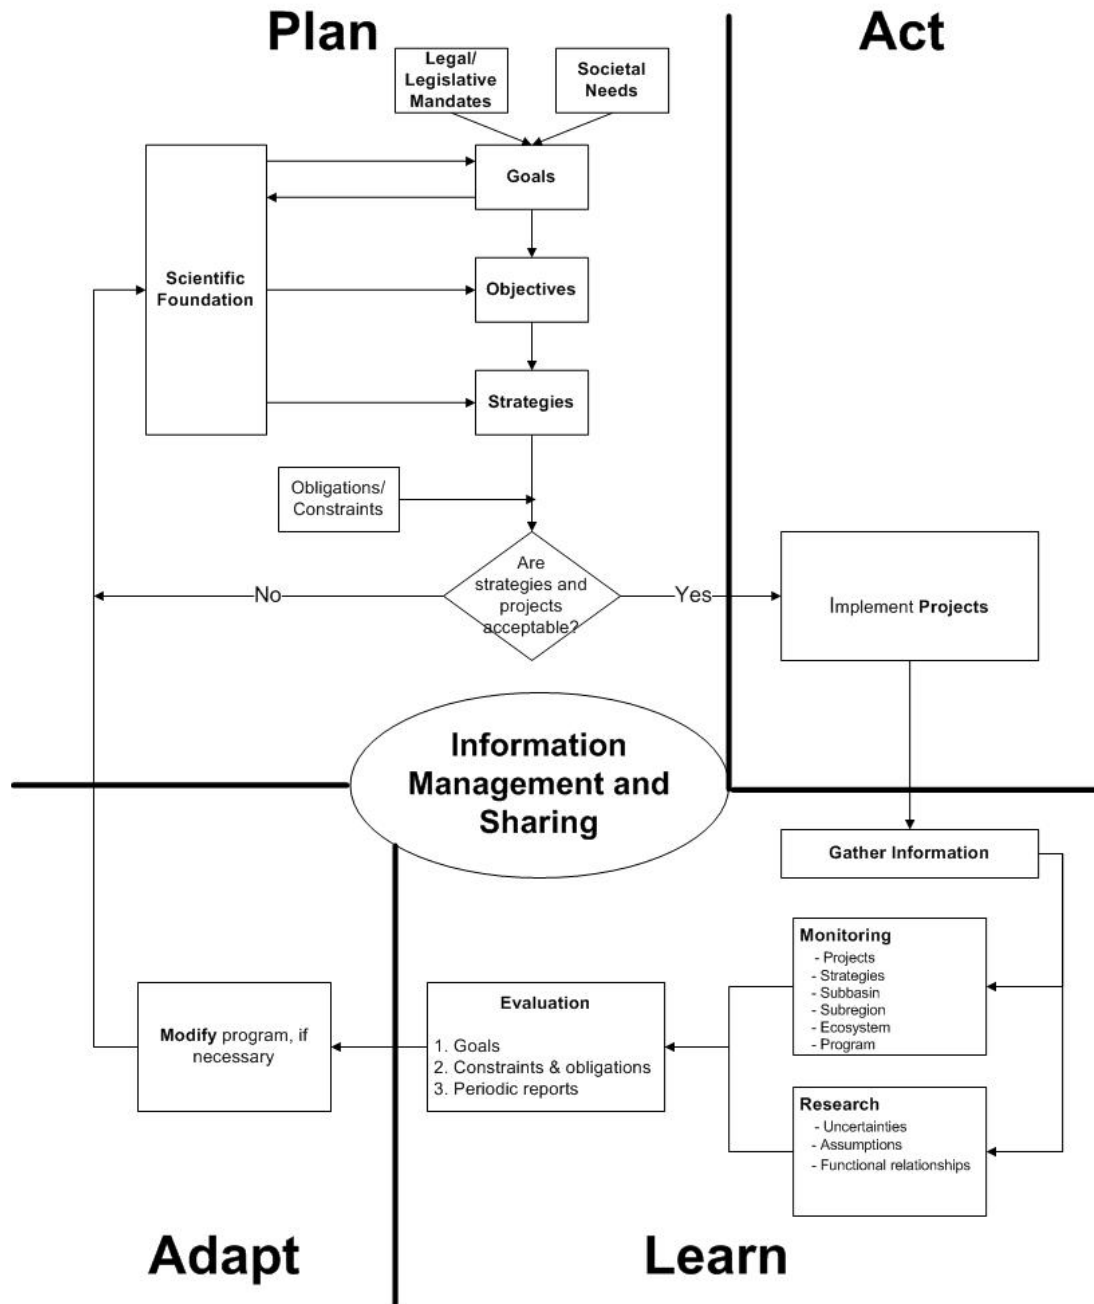 Plan
Act
Legal/
Legislative
Mandates
Societal
Needs
Goals
Scientific
Foundation
Objectives
Strategies
Obligations/
Constraints
Are
strategies and
projects
acceptable?
No
Yes
Implement Projects
Information
Management and
Sharing
Gather Information
Monitoring
- Projects
- Strategies
- Subbasin
- Subregion
- Ecosystem
- Program
Evaluation
1. Goals
2. Constraints & obligations
3. Periodic reports
Modify program, if
necessary
Research
- Uncertainties
- Assumptions
- Functional relationships
Adapt
Learn